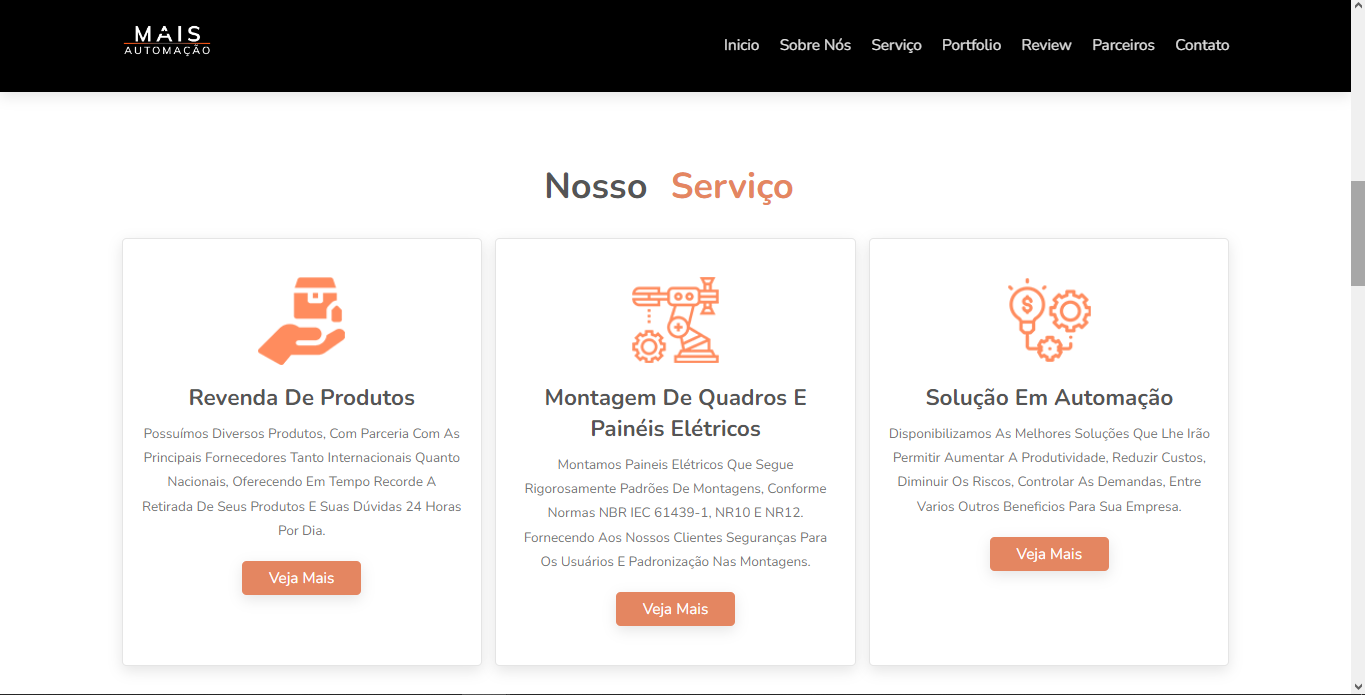 MAIS
AUTOMAÇÃO
Inicio Sobre Nós Serviço Portfolio Review Parceiros Contato
Nosso Serviço
Revenda De Produtos
Possuímos Diversos Produtos, Com Parceria Com As
Principais Fornecedores Tanto Internacionais Quanto
Nacionais, Oferecendo Em Tempo Recorde A
Retirada De Seus Produtos E Suas Dúvidas 24 Horas
Por Dia.
Veja Mais
Montagem De Quadros E
Painéis Elétricos
Montamos Paineis Elétricos Que Segue
Rigorosamente Padrões De Montagens, Conforme
Normas NBR IEC 61439-1, NR10 E NR12.
Fornecendo Aos Nossos Clientes Seguranças Para
Os Usuários E Padronização Nas Montagens.
Veja Mais
$
Solução Em Automação
Disponibilizamos As Melhores Soluções Que Lhe Irão
Permitir Aumentar A Produtividade, Reduzir Custos,
Diminuir Os Riscos, Controlar As Demandas, Entre
Varios Outros Beneficios Para Sua Empresa.
Veja Mais